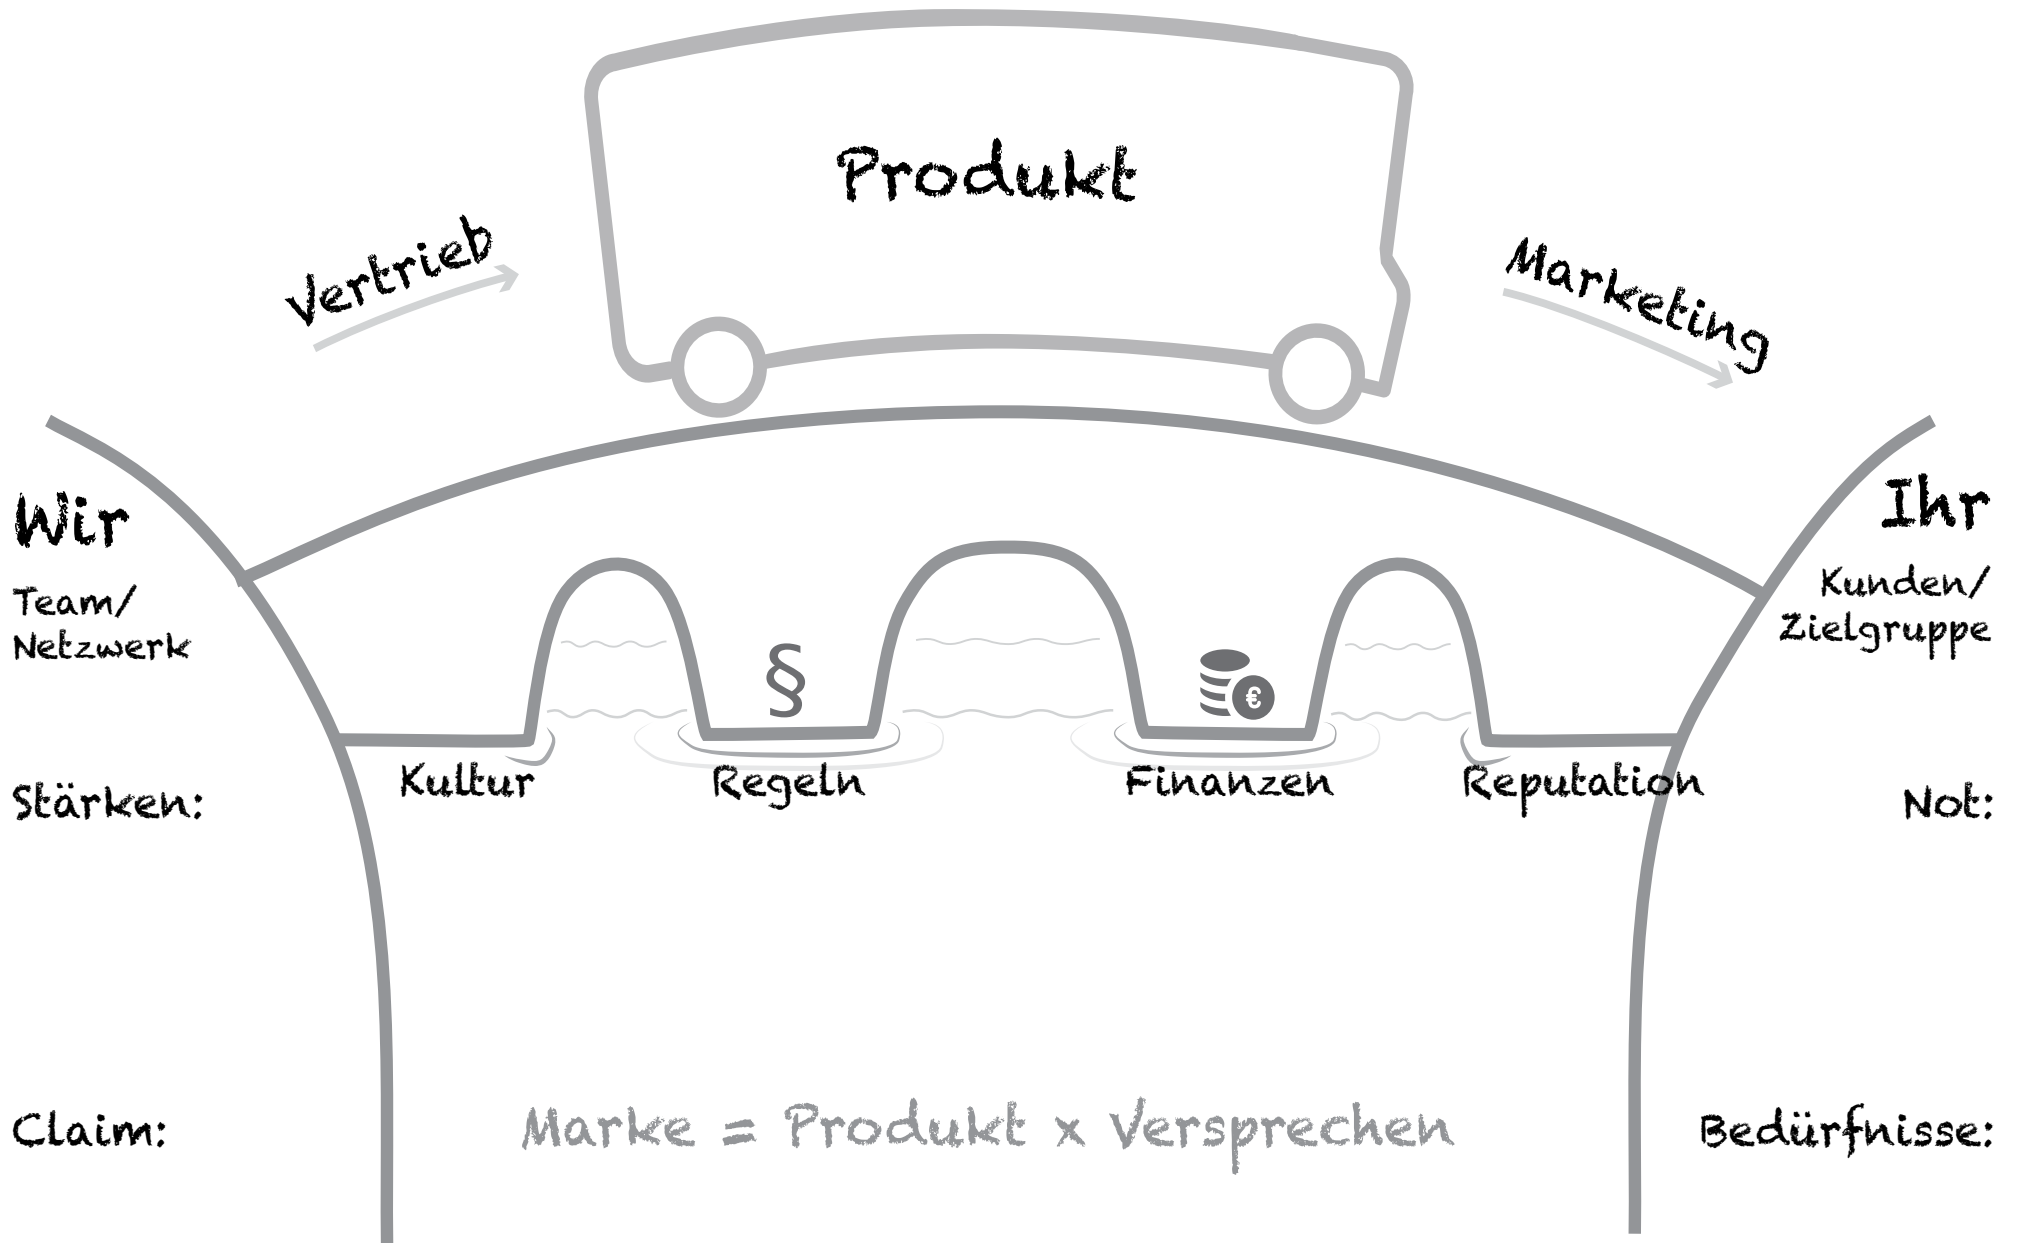 Produkt
Vertrieb
Marketing
Wir
Ihr
Team/
Netzwerk
Kunden/
Zielgruppe
§
€
Kultur
Regeln
Finanzen
Reputation
Stärken:
Not:
Claim:
Marke = Produkt x Versprechen
Bedürfnisse: